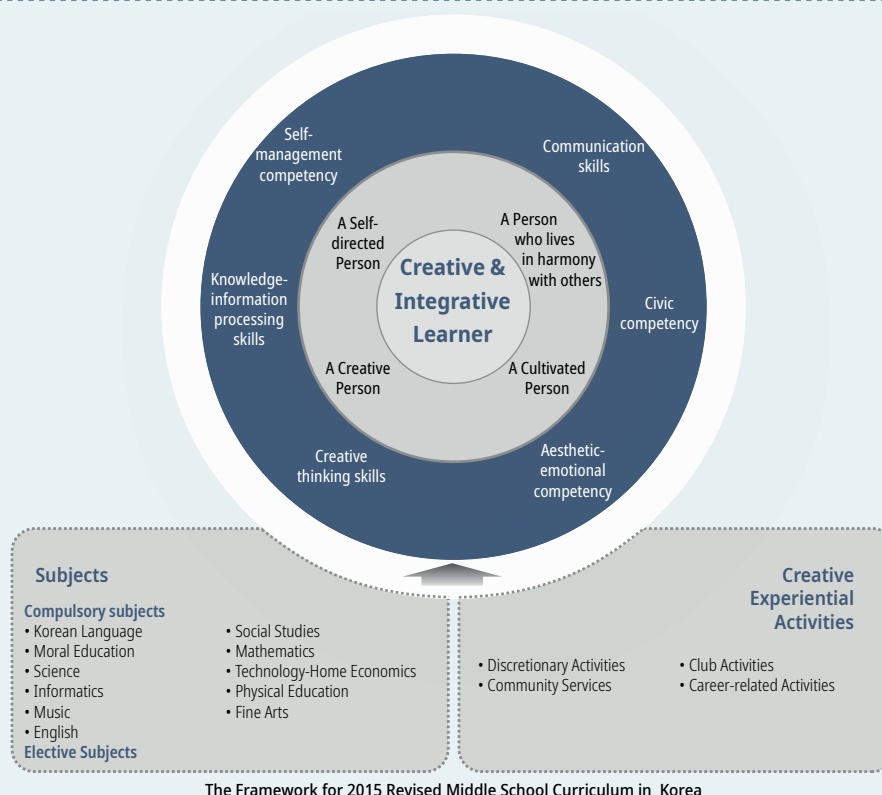 Self-
management
competency
Communication
skills
A Self-
directed
Person
A Person
who lives
in harmony
with others
Creative &
Integrative
Learner
Knowledge-
information
processing
skills
Civic
competency
A Creative
Person
A Cultivated
Person
Creative
thinking skills
Aesthetic-
emotional
competency
Subjects
Compulsory subjects
• Korean Language
• Moral Education
• Science
• Informatics
• Music
• English
• Social Studies
• Mathematics
• Technology-Home Economics
• Physical Education
• Fine Arts
Elective Subjects
Creative
Experiential
Activities
• Discretionary Activities
• Community Services
• Club Activities
• Career-related Activities
The Framework for 2015 Revised Middle School Curriculum in Korea